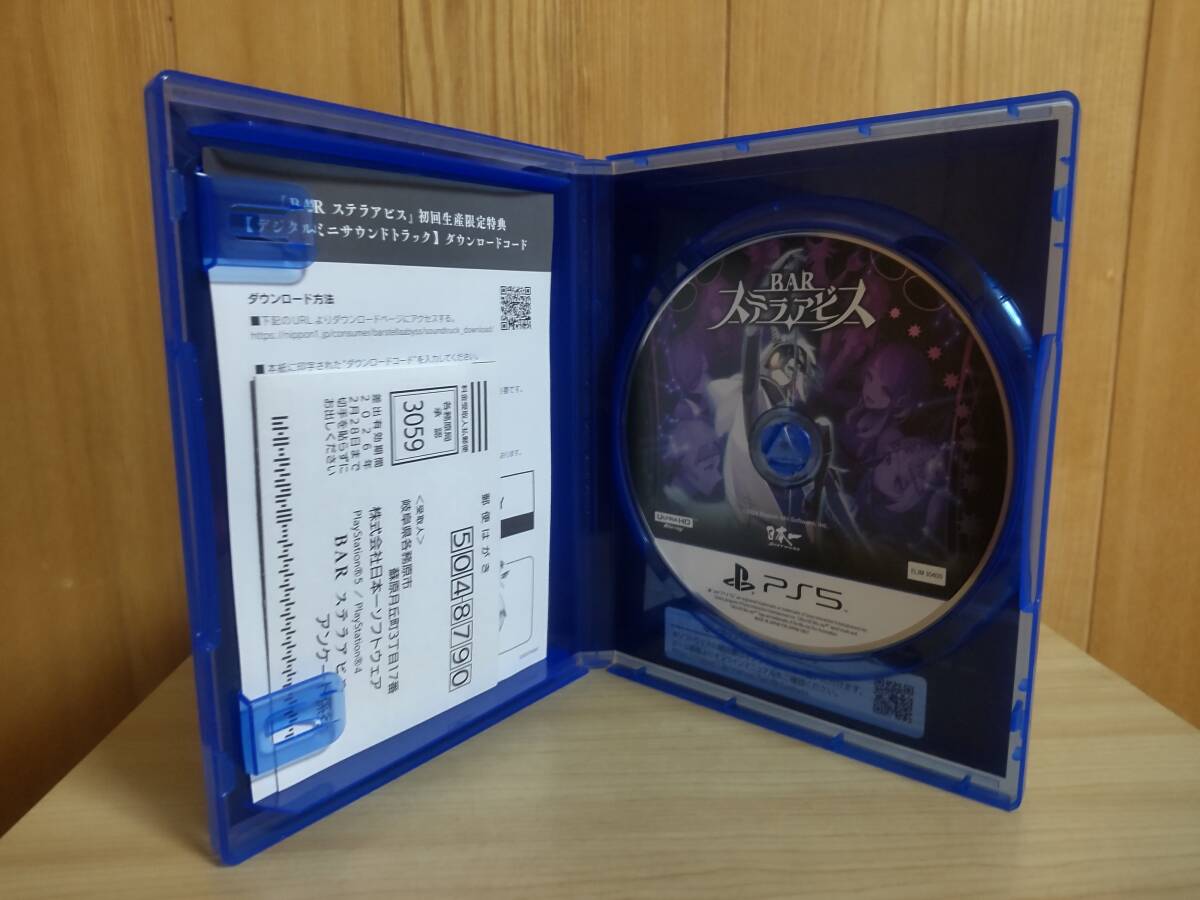 『BAR ステラアビス』初回生産限定特典
【デジタルミニサウンドトラック】ダウンロードコード
ダウンロード方法
■下記のURLよりダウンロードページにアクセスする。
https://nippon1.jp/consumer/barstellaabyss/soundtrack_download/
■本紙に印字された"ダウンロードコード"を入力してください。
料金受取人払郵便
各務原局
承認
3059
差出有効期間
2026年
2月28日まで
切手を貼らずに
お出しください
郵便はがき
5048790
<受取人>
岐阜県各務原市
蘇原月丘町3丁目17番
株式会社日本一ソフトウェア
PlayStation®5 / PlayStation®4
BAR ステラアビ
アンケー
BAR
ステラアビス
ULTRA HD
Blu-ray
日本一
PS5